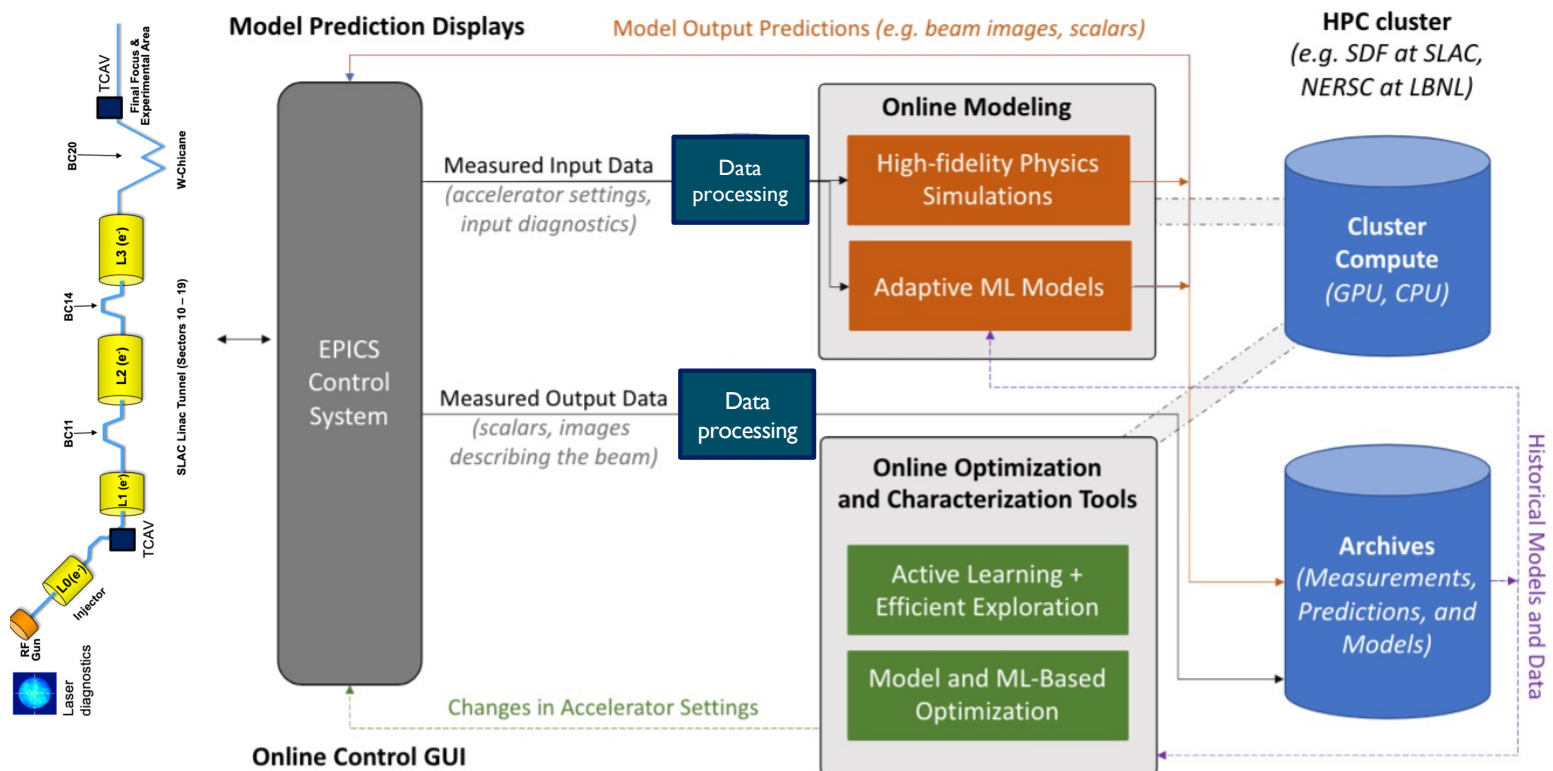 Model Prediction Displays
Model Output Predictions (e.g. beam images, scalars)
HPC cluster
(e.g. SDF at SLAC,
NERSC at LBNL)
TCAV
Final Focus &
Experimental Area
BC20
W-Chicane
L3 (e-)
BC14
L2 (e-)
SLAC Linac Tunnel (Sectors 10 – 19)
BC11
L1 (e-)
TCAV
L0(e-)
Injector
RF
Gun
Laser
diagnostics
EPICS
Control
System
Measured Input Data
(accelerator settings,
input diagnostics)
Data
processing
Online Modeling
High-fidelity Physics
Simulations
Adaptive ML Models
Cluster
Compute
(GPU, CPU)
Measured Output Data
(scalars, images
describing the beam)
Data
processing
Online Optimization
and Characterization Tools
Active Learning +
Efficient Exploration
Model and ML-Based
Optimization
Archives
(Measurements,
Predictions, and
Models)
Historical Models and Data
Changes in Accelerator Settings
Online Control GUI